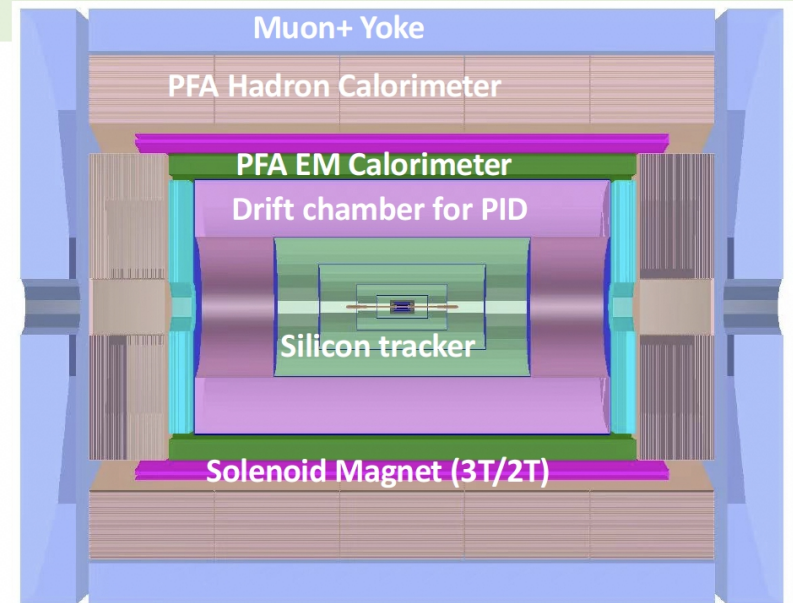 Muon+ Yoke
PFA Hadron Calorimeter
PFA EM Calorimeter
Drift chamber for PID
Silicon tracker
Solenoid Magnet (3T/2T)